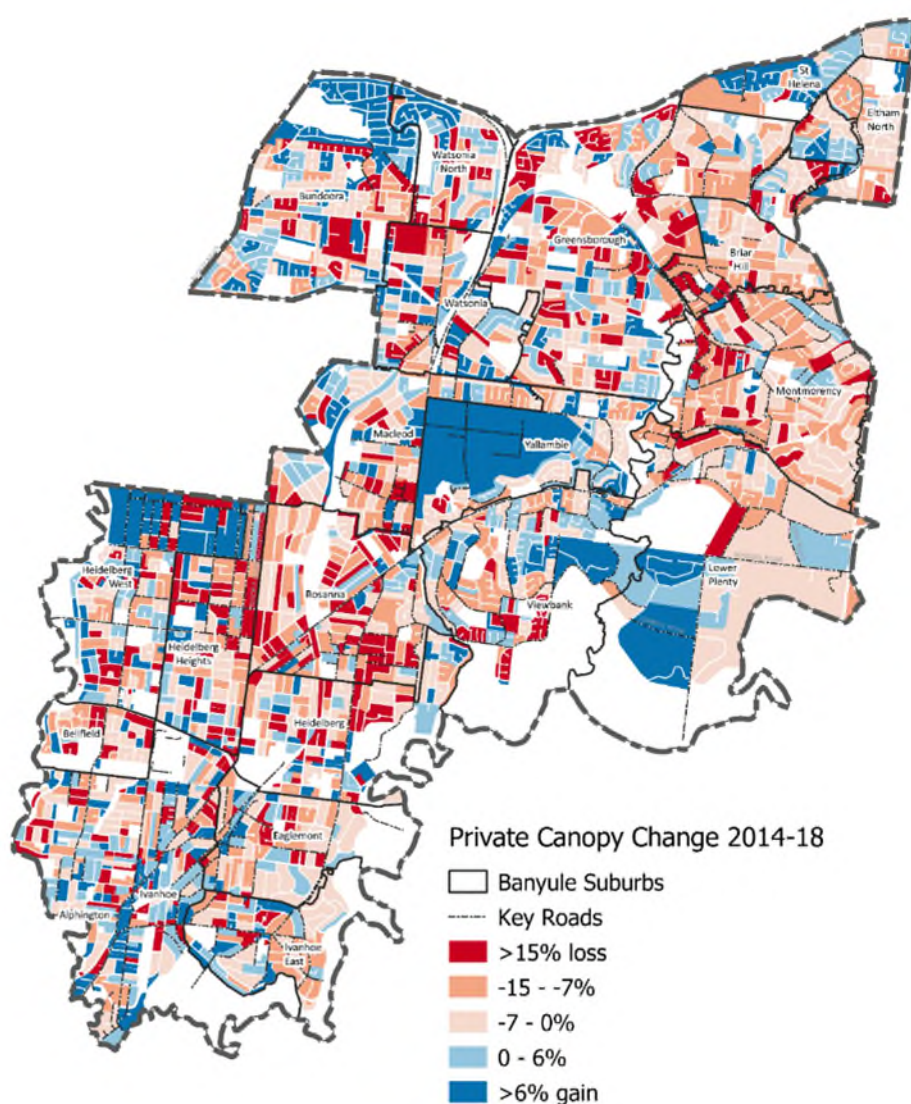 St
Helena
Eltham
North
Watsonia
North
Bundoora
Greensborough
Briar
Hill
Watsonia
Montmorency
Macleod
Yallambie
Lower
Plenty
Heidelberg
West
Rosanna
Viewbank
Heidelberg
Heights
Heidelberg
Bellfield
Eaglemont
Ivanhoe
Alphington
Ivanhoe
East
Private Canopy Change 2014-18
Banyule Suburbs
Key Roads
>15% loss
-15 - -7%
-7 - 0%
0 - 6%
>6% gain